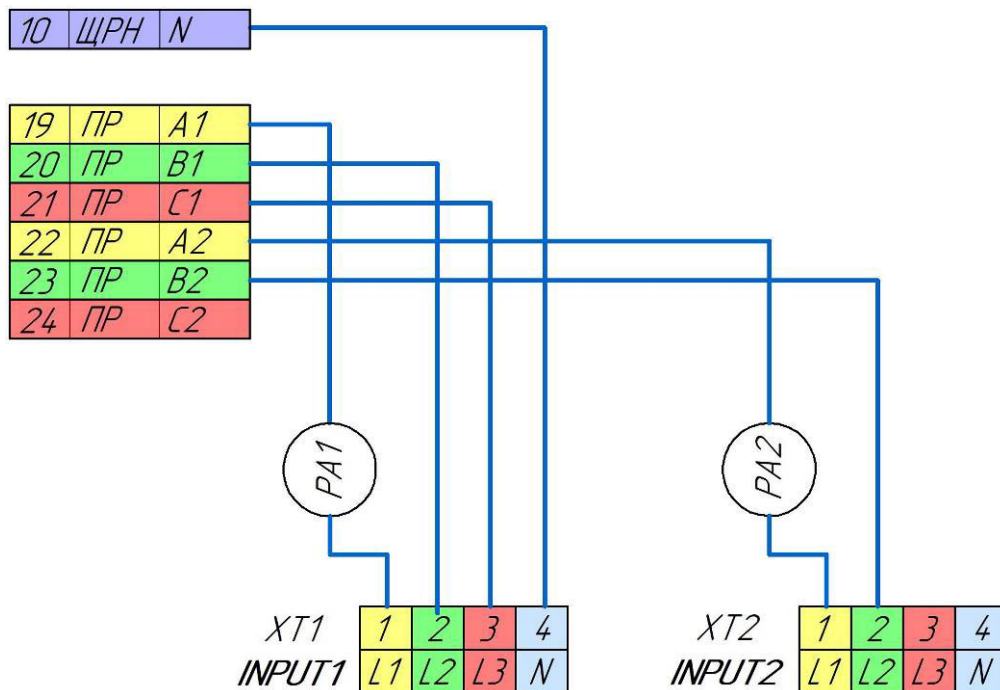 10 ЩРН N
19 ПР A1
20 ПР B1
21 ПР C1
22 ПР A2
23 ПР B2
24 ПР C2
PA1
PA2
XT1 1 2 3 4
INPUT1 L1 L2 L3 N
XT2 1 2 3 4
INPUT2 L1 L2 L3 N